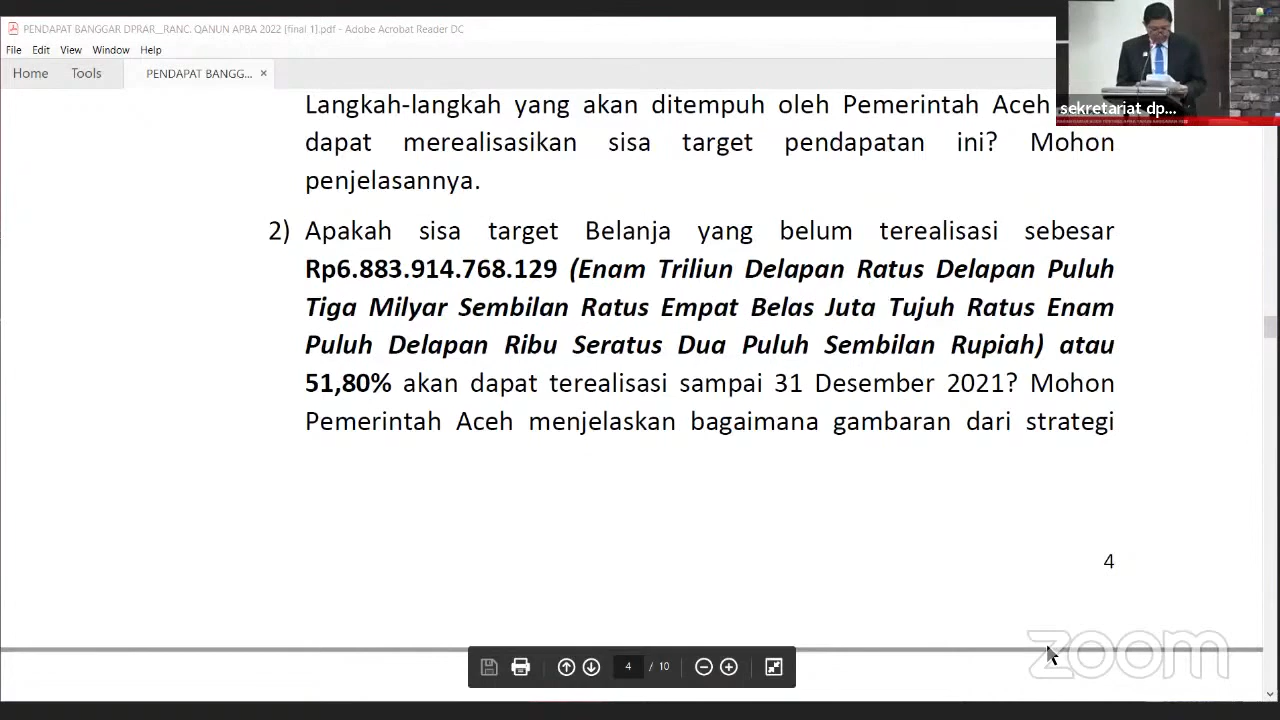 PENDAPAT BANGGAR DPRAR__RANC. QANUN APBA 2022 [final 1].pdf - Adobe Acrobat Reader DC
File Edit View Window Help
Home Tools PENDAPAT BANGG... ×
sekretariat dp...
Langkah-langkah yang akan ditempuh oleh Pemerintah Aceh
dapat merealisasikan sisa target pendapatan ini? Mohon
penjelasannya.
2) Apakah sisa target Belanja yang belum terealisasi sebesar
Rp6.883.914.768.129 (Enam Triliun Delapan Ratus Delapan Puluh
Tiga Milyar Sembilan Ratus Empat Belas Juta Tujuh Ratus Enam
Puluh Delapan Ribu Seratus Dua Puluh Sembilan Rupiah) atau
51,80% akan dapat terealisasi sampai 31 Desember 2021? Mohon
Pemerintah Aceh menjelaskan bagaimana gambaran dari strategi
4
zoom
4 / 10